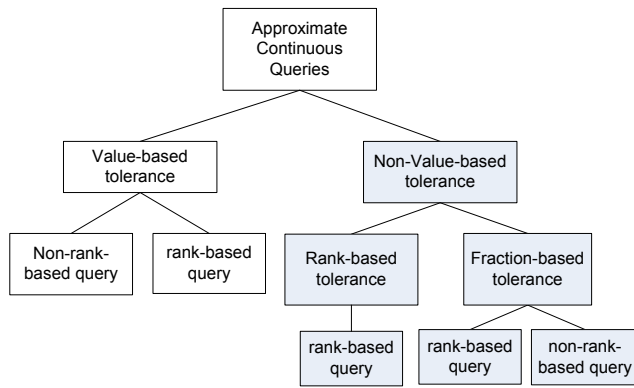 Approximate
Continuous
Queries
Value-based
tolerance
Non-Value-based
tolerance
Non-rank-
based query
rank-based
query
Rank-based
tolerance
Fraction-based
tolerance
rank-based
query
rank-based
query
non-rank-
based query